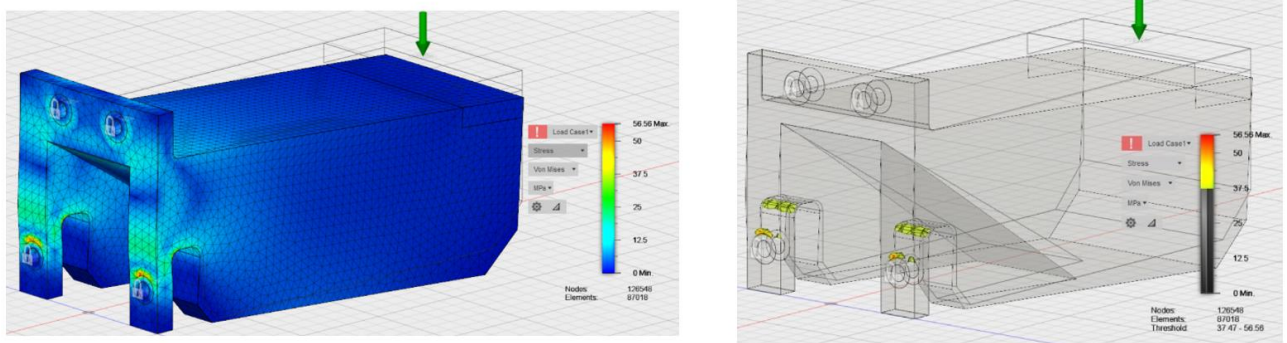 56.56 Max.
Load Case1
50
Stress
Von Mises
37.5
MPa
25
12.5
0 Min.
Nodes: 126548
Elements: 87018
56.56 Max.
Load Case1
50
Stress
Von Mises
37.5
MPa
25
12.5
0 Min.
Nodes: 126548
Elements: 87018
Threshold: 37.47 - 56.56